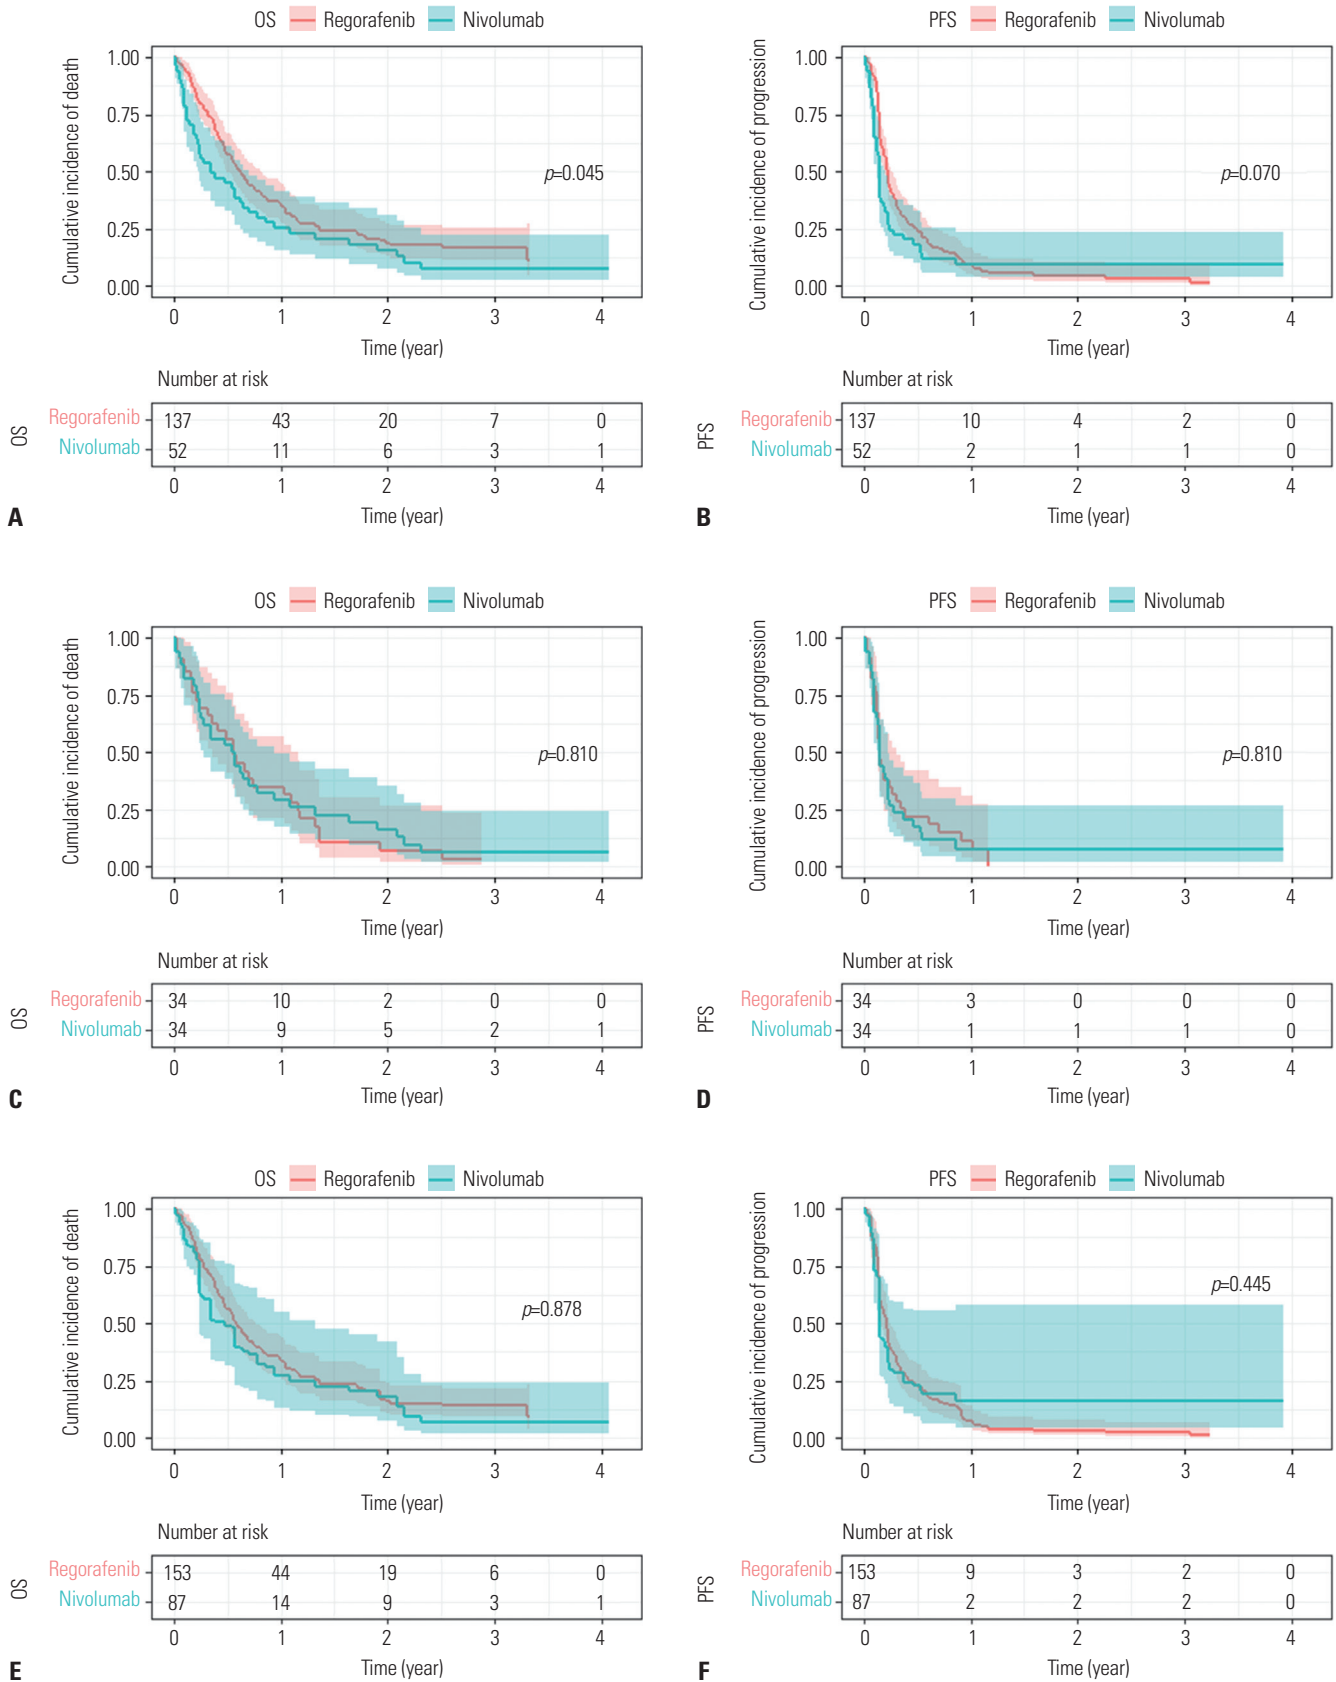 OS Regorafenib Nivolumab
Cumulative incidence of death
1.00
0.75
0.50
0.25
0.00
p=0.045
0 1 2 3 4
Time (year)
Number at risk
OS
Regorafenib 137 43 20 7 0
Nivolumab 52 11 6 3 1
0 1 2 3 4
Time (year)
A
PFS Regorafenib Nivolumab
Cumulative incidence of progression
1.00
0.75
0.50
0.25
0.00
p=0.070
0 1 2 3 4
Time (year)
Number at risk
PFS
Regorafenib 137 10 4 2 0
Nivolumab 52 2 1 1 0
0 1 2 3 4
Time (year)
B
OS Regorafenib Nivolumab
Cumulative incidence of death
1.00
0.75
0.50
0.25
0.00
p=0.810
0 1 2 3 4
Time (year)
Number at risk
OS
Regorafenib 34 10 2 0 0
Nivolumab 34 9 5 2 1
0 1 2 3 4
Time (year)
C
PFS Regorafenib Nivolumab
Cumulative incidence of progression
1.00
0.75
0.50
0.25
0.00
p=0.810
0 1 2 3 4
Time (year)
Number at risk
PFS
Regorafenib 34 3 0 0 0
Nivolumab 34 1 1 1 0
0 1 2 3 4
Time (year)
D
OS Regorafenib Nivolumab
Cumulative incidence of death
1.00
0.75
0.50
0.25
0.00
p=0.878
0 1 2 3 4
Time (year)
Number at risk
OS
Regorafenib 153 44 19 6 0
Nivolumab 87 14 9 3 1
0 1 2 3 4
Time (year)
E
PFS Regorafenib Nivolumab
Cumulative incidence of progression
1.00
0.75
0.50
0.25
0.00
p=0.445
0 1 2 3 4
Time (year)
Number at risk
PFS
Regorafenib 153 9 3 2 0
Nivolumab 87 2 2 2 0
0 1 2 3 4
Time (year)
F